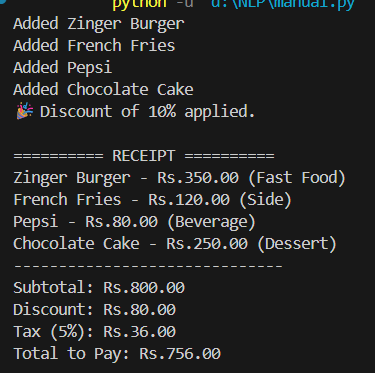 python -u "d:\NLP\manual.py
Added Zinger Burger
Added French Fries
Added Pepsi
Added Chocolate Cake
🎉 Discount of 10% applied.
========== RECEIPT ==========
Zinger Burger - Rs.350.00 (Fast Food)
French Fries - Rs.120.00 (Side)
Pepsi - Rs.80.00 (Beverage)
Chocolate Cake - Rs.250.00 (Dessert)
------------------------------
Subtotal: Rs.800.00
Discount: Rs.80.00
Tax (5%): Rs.36.00
Total to Pay: Rs.756.00